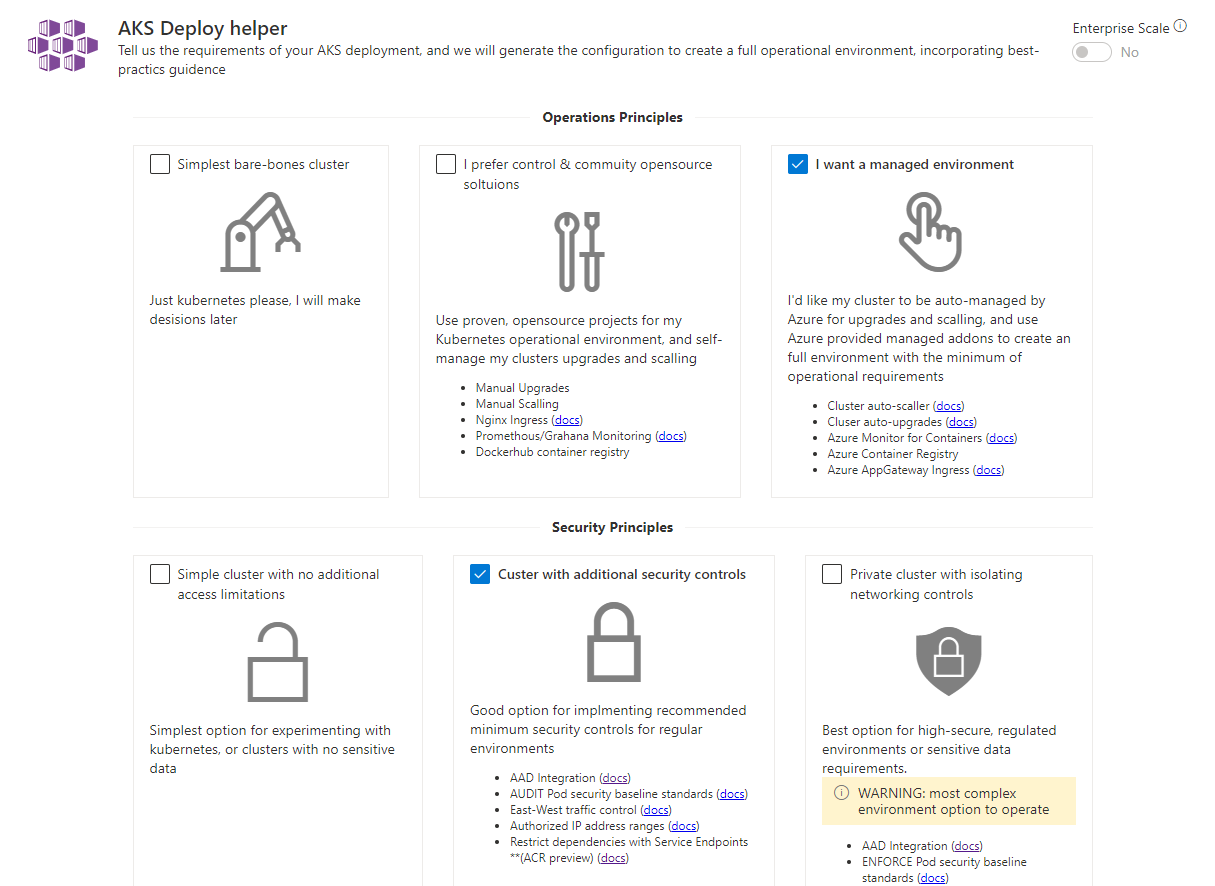 AKS Deploy helper
Tell us the requirements of your AKS deployment, and we will generate the configuration to create a full operational environment, incorporating best-
practics guidence
Enterprise Scale
No
Operations Principles
Simplest bare-bones cluster
Just kubernetes please, I will make
desisions later
I prefer control & commuity opensource
soltuions
Use proven, opensource projects for my
Kubernetes operational environment, and self-
manage my clusters upgrades and scalling
Manual Upgrades
Manual Scalling
Nginx Ingress (docs)
Promethous/Grahana Monitoring (docs)
Dockerhub container registry
I want a managed environment
I'd like my cluster to be auto-managed by
Azure for upgrades and scalling, and use
Azure provided managed addons to create an
full environment with the minimum of
operational requirements
Cluster auto-scaller (docs)
Cluser auto-upgrades (docs)
Azure Monitor for Containers (docs)
Azure Container Registry
Azure AppGateway Ingress (docs)
Security Principles
Simple cluster with no additional
access limitations
Simplest option for experimenting with
kubernetes, or clusters with no sensitive
data
Custer with additional security controls
Good option for implmenting recommended
minimum security controls for regular
environments
AAD Integration (docs)
AUDIT Pod security baseline standards (docs)
East-West traffic control (docs)
Authorized IP address ranges (docs)
Restrict dependencies with Service Endpoints
**(ACR preview) (docs)
Private cluster with isolating
networking controls
Best option for high-secure, regulated
environments or sensitive data
requirements.
WARNING: most complex
environment option to operate
AAD Integration (docs)
ENFORCE Pod security baseline
standards (docs)